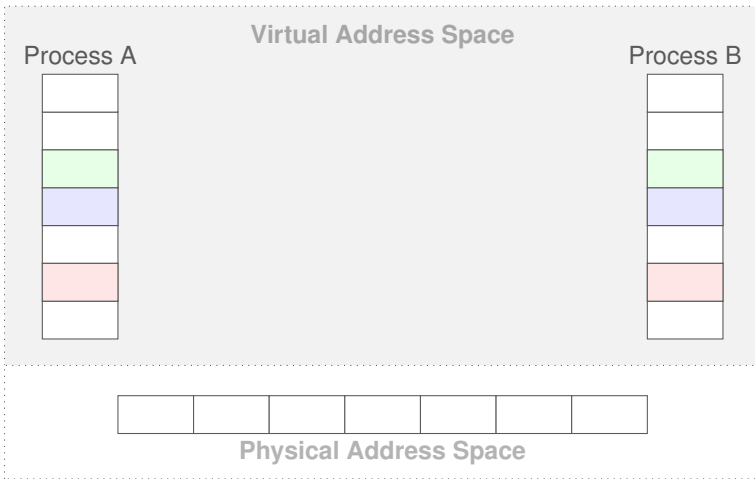 Virtual Address Space
Process A
Process B
Physical Address Space